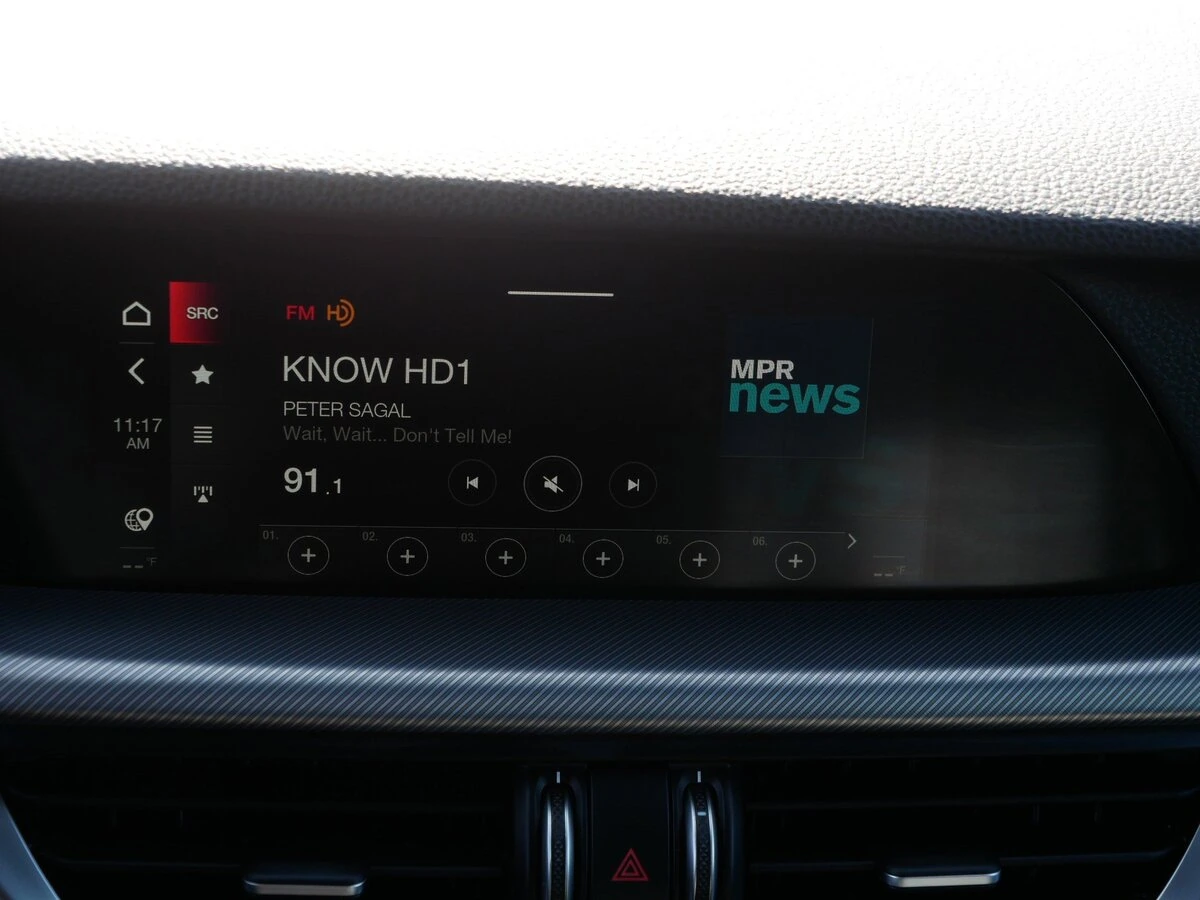 SRC
FM HD
KNOW HD1
PETER SAGAL
Wait, Wait... Don't Tell Me!
91.1
MPR
news
11:17
AM
01. 02. 03. 04. 05. 06.
-- °F
-- °F